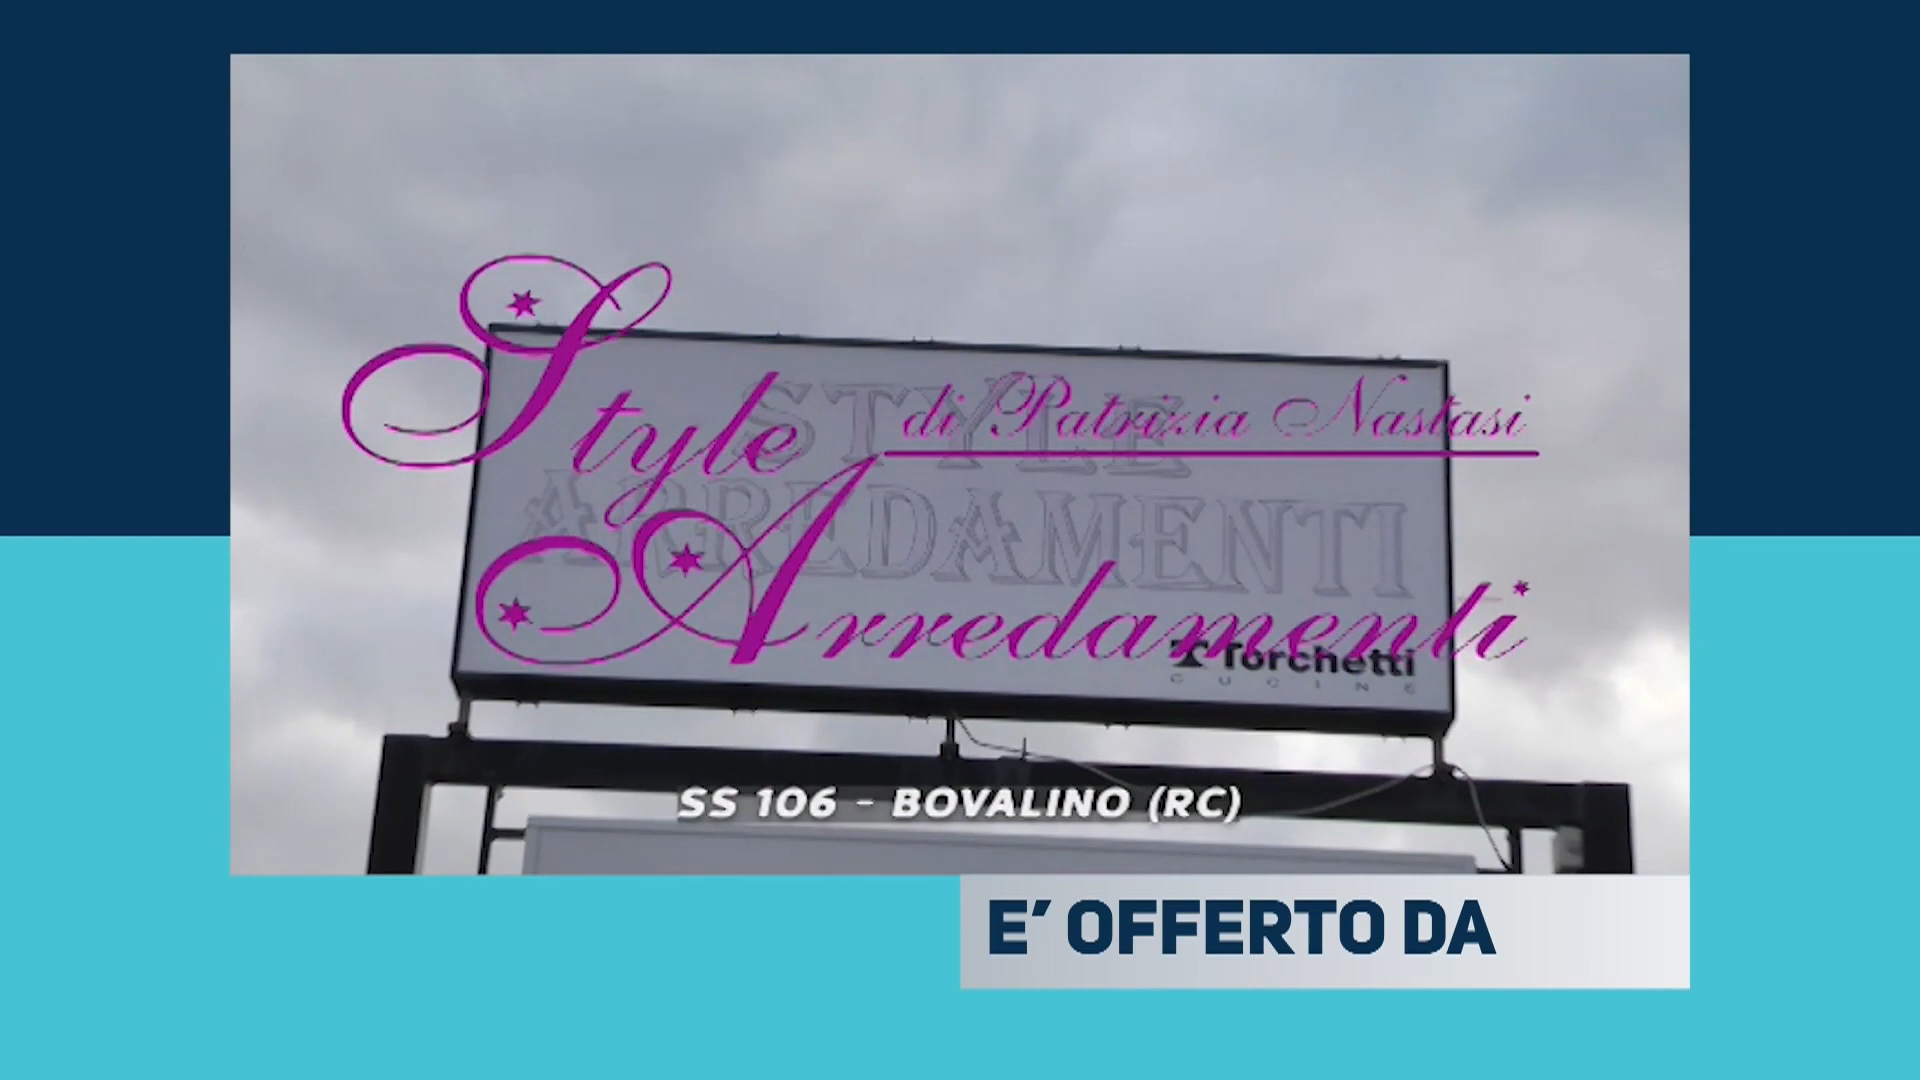 Style
di Patrizia Nastasi
Arredamenti
STYLE
ARREDAMENTI
Torchetti
CUCINE
SS 106 - BOVALINO (RC)
E’ OFFERTO DA